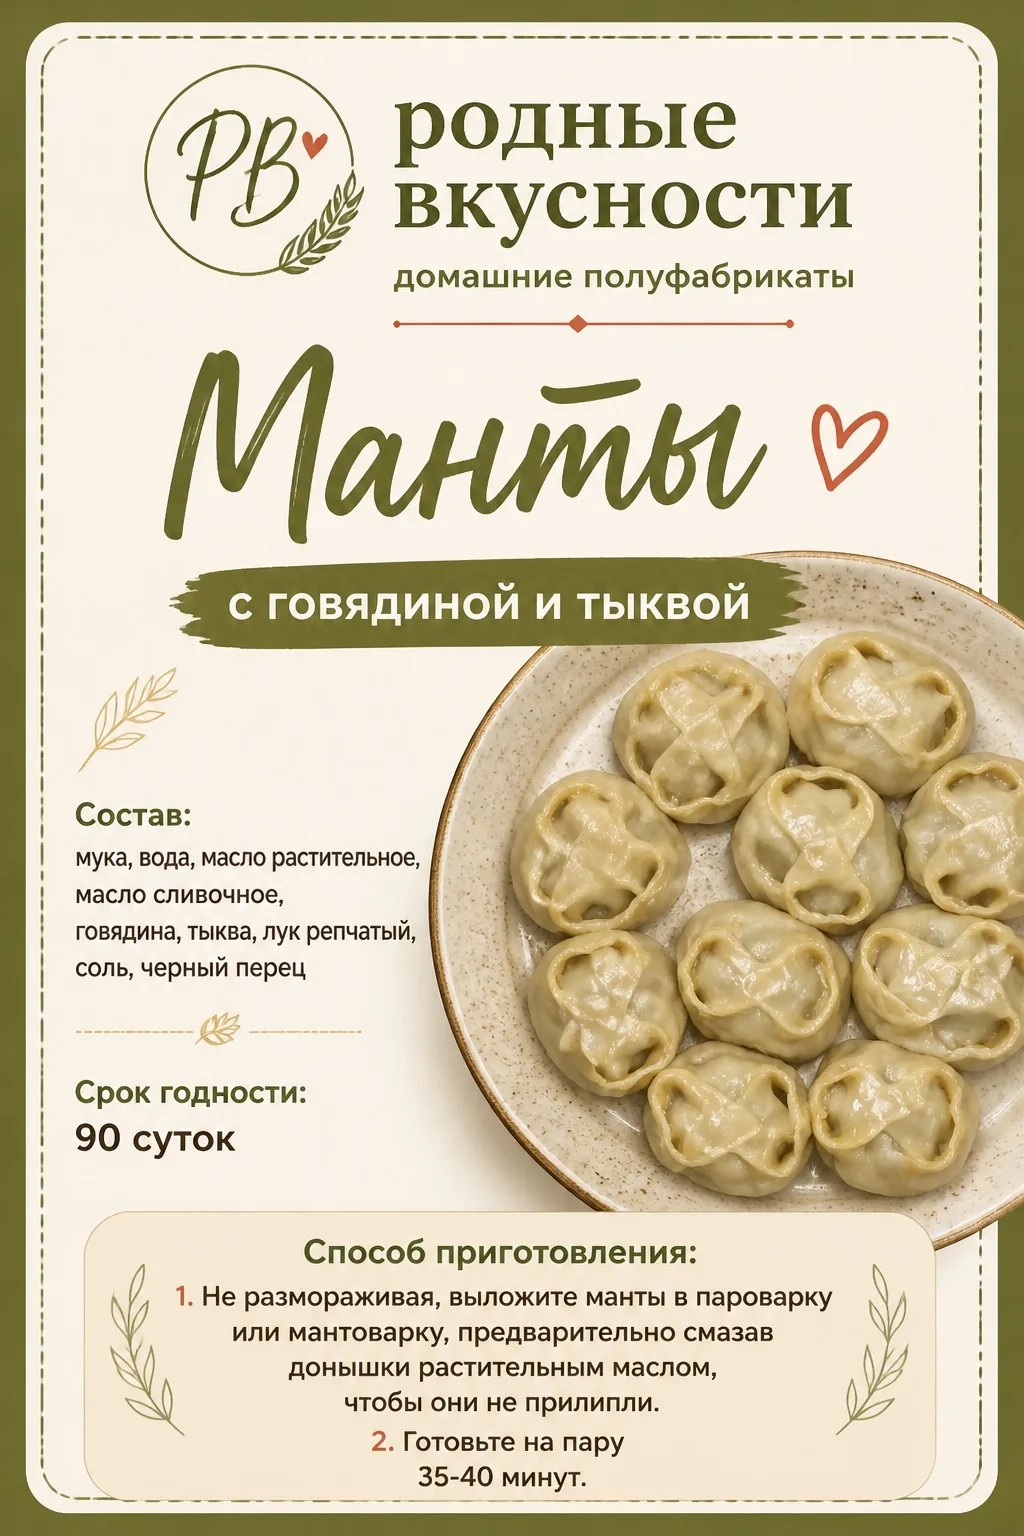 РВ
родные
вкусности
домашние полуфабрикаты
Манты
с говядиной и тыквой
Состав:
мука, вода, масло растительное,
масло сливочное,
говядина, тыква, лук репчатый,
соль, черный перец
Срок годности:
90 суток
Способ приготовления:
1. Не размораживая, выложите манты в пароварку
или мантоварку, предварительно смазав
донышки растительным маслом,
чтобы они не прилипли.
2. Готовьте на пару
35-40 минут.